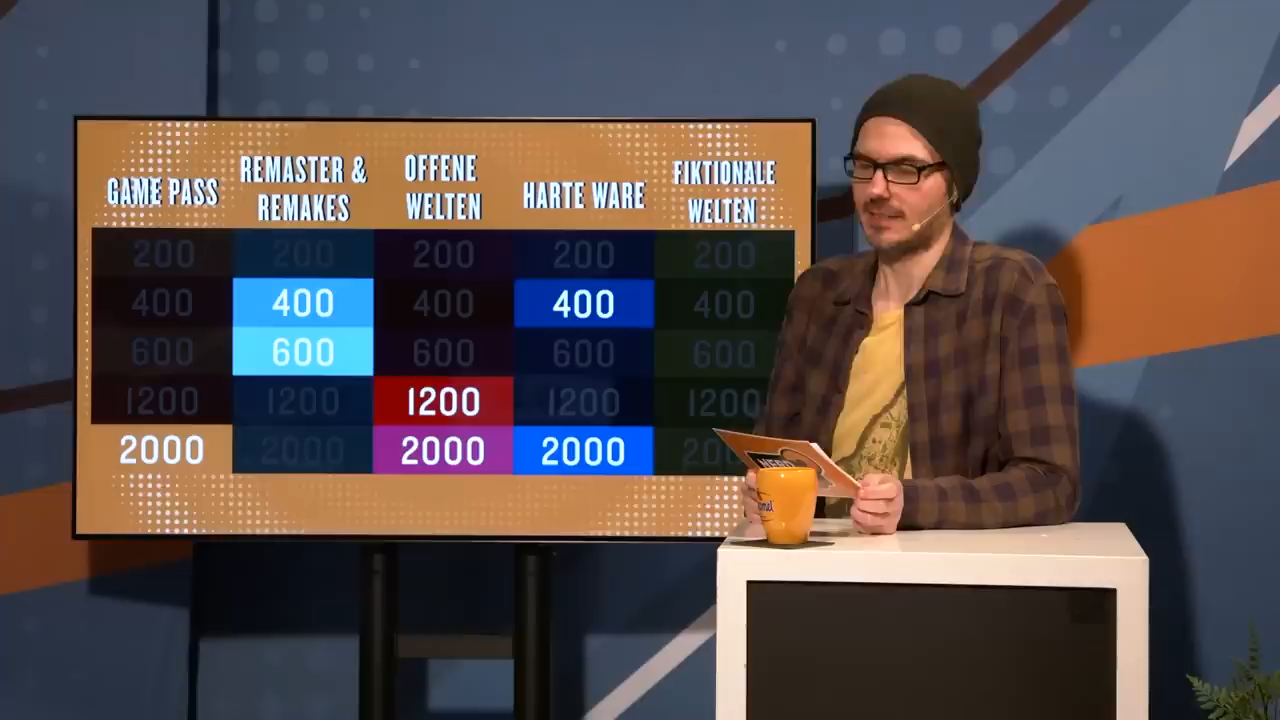 GAME PASS
REMASTER &
REMAKES
OFFENE
WELTEN
HARTE WARE
FIKTIONALE
WELTEN
200 200 200 200 200
400 400 400 400 400
600 600 600 600 600
1200 1200 1200 1200 1200
2000 2000 2000 2000